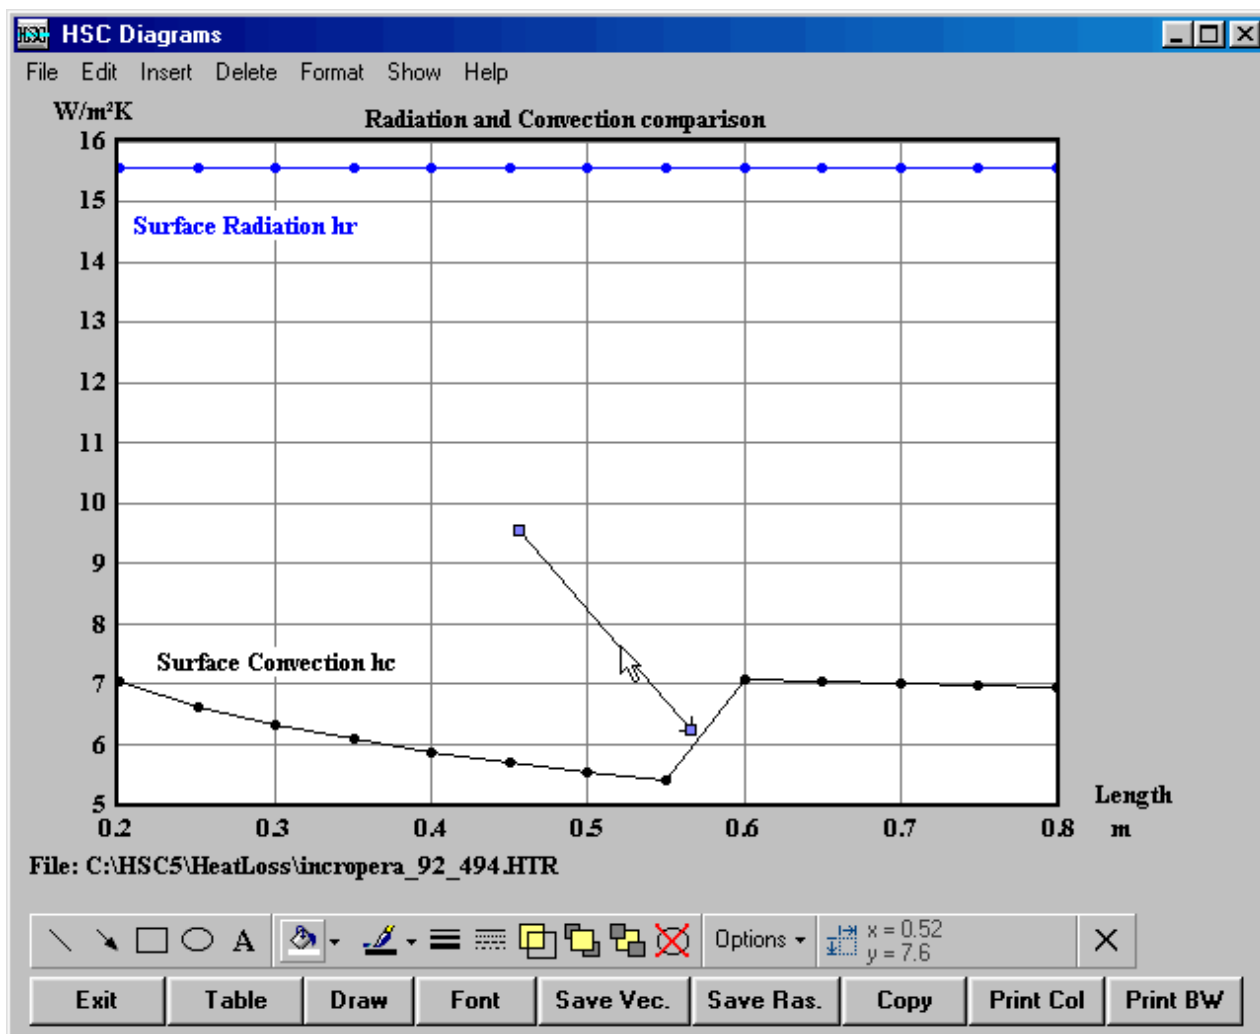 HSC HSC Diagrams
File Edit Insert Delete Format Show Help
W/m²K
Radiation and Convection comparison
16
15
Surface Radiation hr
14
13
12
11
10
9
8
Surface Convection hc
7
6
5
0.2 0.3 0.4 0.5 0.6 0.7 0.8
Length
m
File: C:\HSC5\HeatLoss\incropera_92_494.HTR
A Options x = 0.52
y = 7.6
Exit Table Draw Font Save Vec. Save Ras. Copy Print Col Print BW